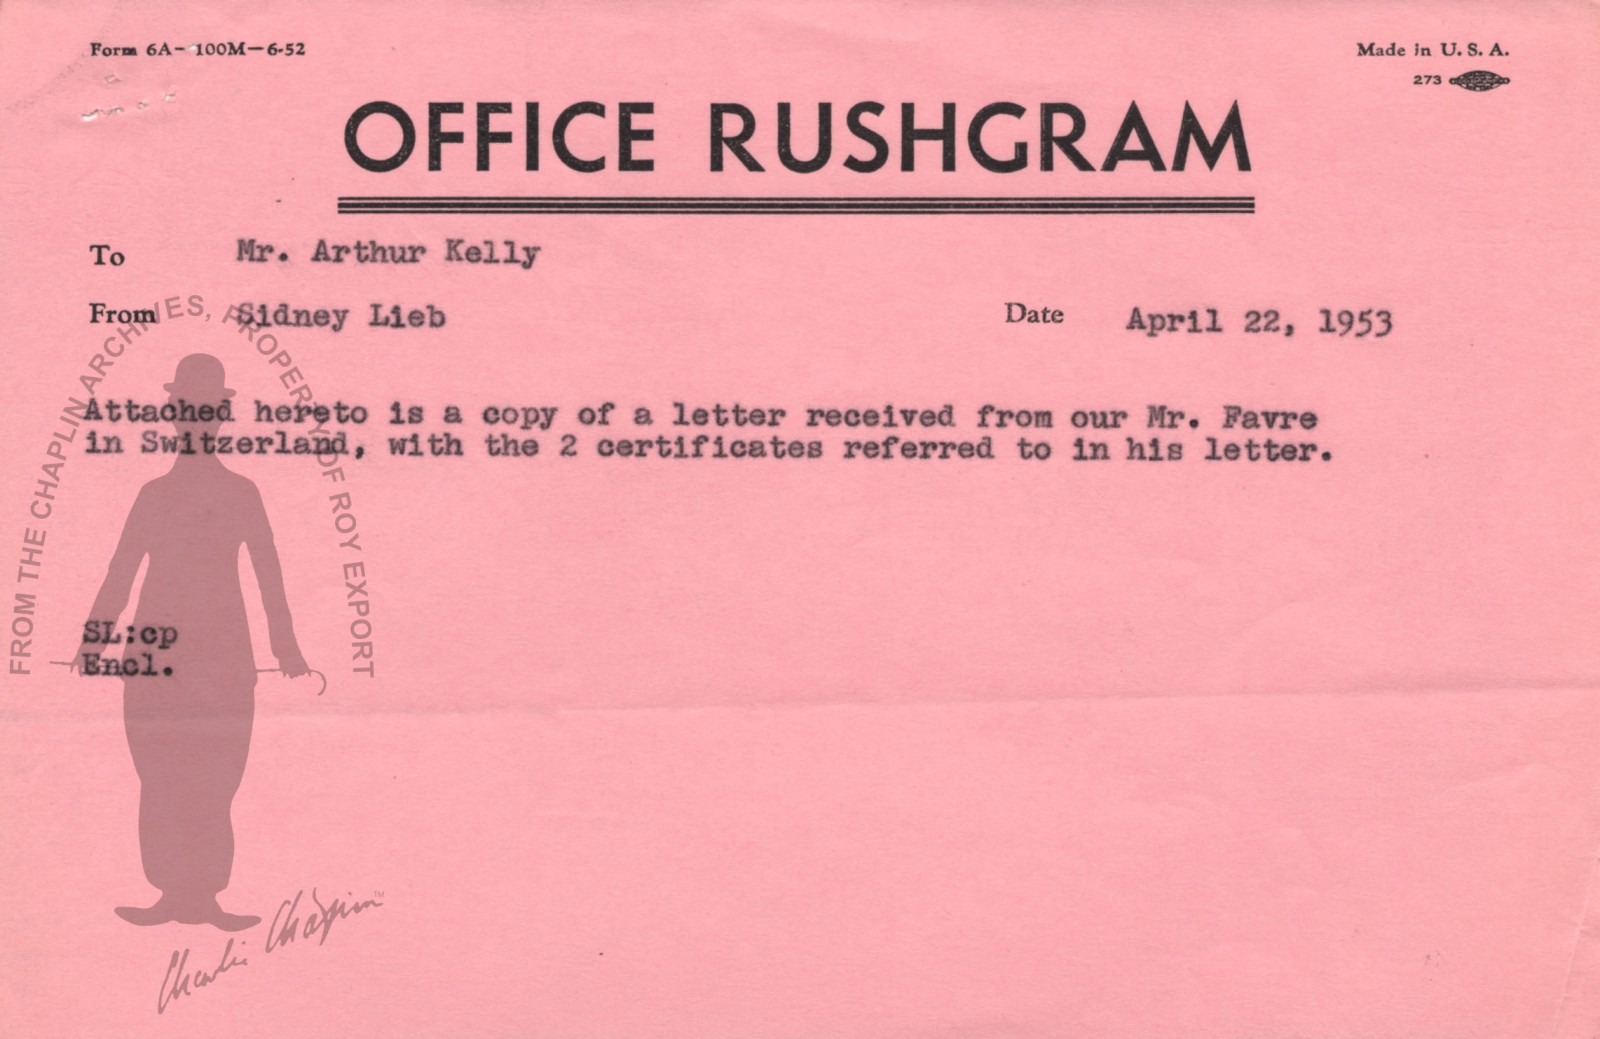 Form 6A-100M-6-52
Made in U. S. A.
273
OFFICE RUSHGRAM
To Mr. Arthur Kelly
From Sidney Lieb Date April 22, 1953
Attached hereto is a copy of a letter received from our Mr. Favre
in Switzerland, with the 2 certificates referred to in his letter.
SL:cp
Encl.
FROM THE CHAPLIN ARCHIVES, PROPERTY OF ROY EXPORT
Charlie Chaplin™